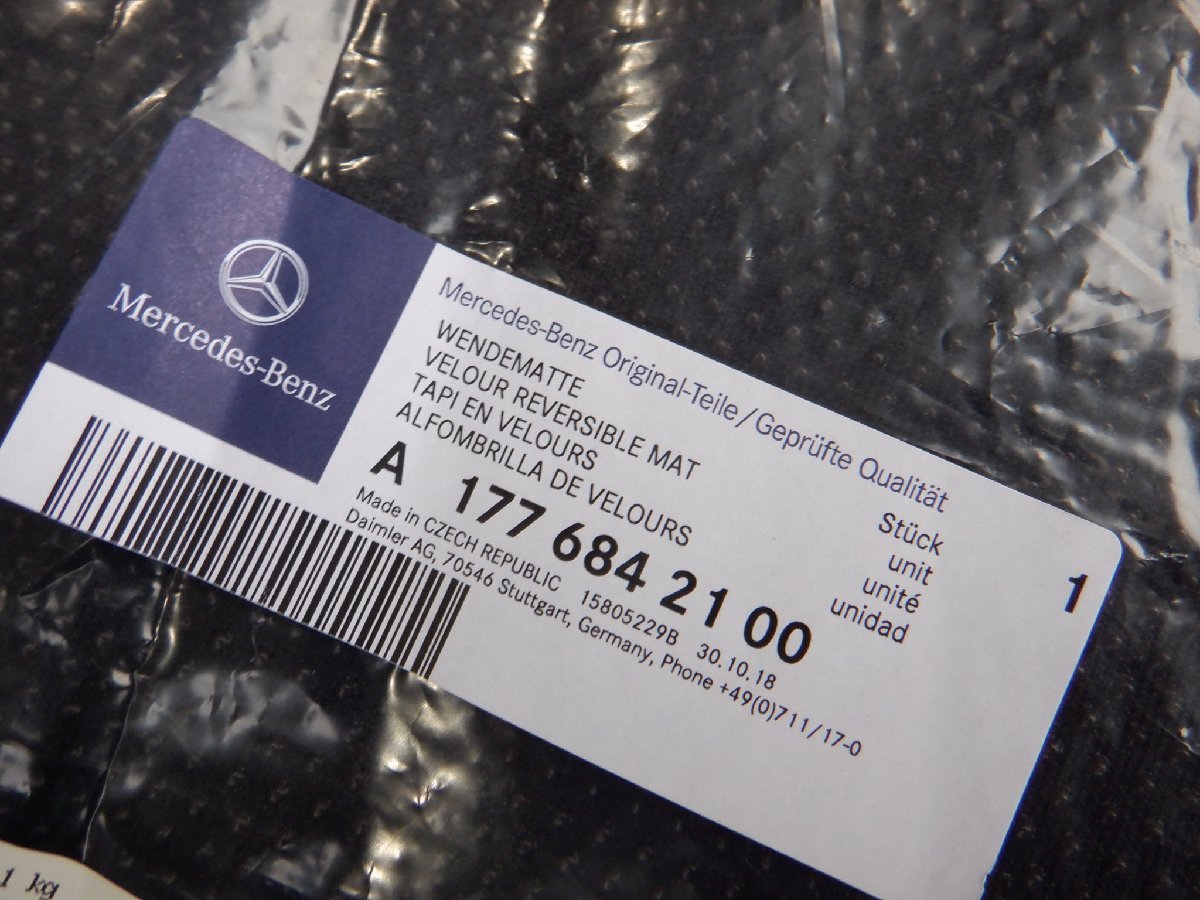 Mercedes-Benz
Mercedes-Benz Original-Teile/Geprüfte Qualität
WENDEMATTE
VELOUR REVERSIBLE MAT
TAPI EN VELOURS
ALFOMBRILLA DE VELOURS
Stück
unit
unité
unidad
1
A 177 684 21 00
Made in CZECH REPUBLIC 15805229B 30.10.18
Daimler AG, 70546 Stuttgart, Germany, Phone +49(0)711/17-0
1 kg